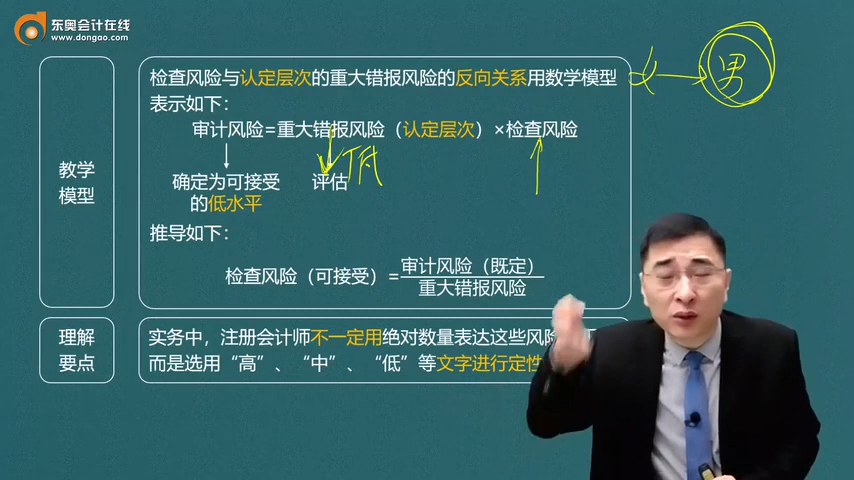 东奥会计在线
www.dongao.com
检查风险与认定层次的重大错报风险的反向关系用数学模型
表示如下：
审计风险=重大错报风险（认定层次）×检查风险
男
低
确定为可接受
的低水平
评估
教学
模型
推导如下：
检查风险（可接受）=审计风险（既定）
重大错报风险
理解
要点
实务中，注册会计师不一定用绝对数量表达这些风险
而是选用“高”、“中”、“低”等文字进行定性